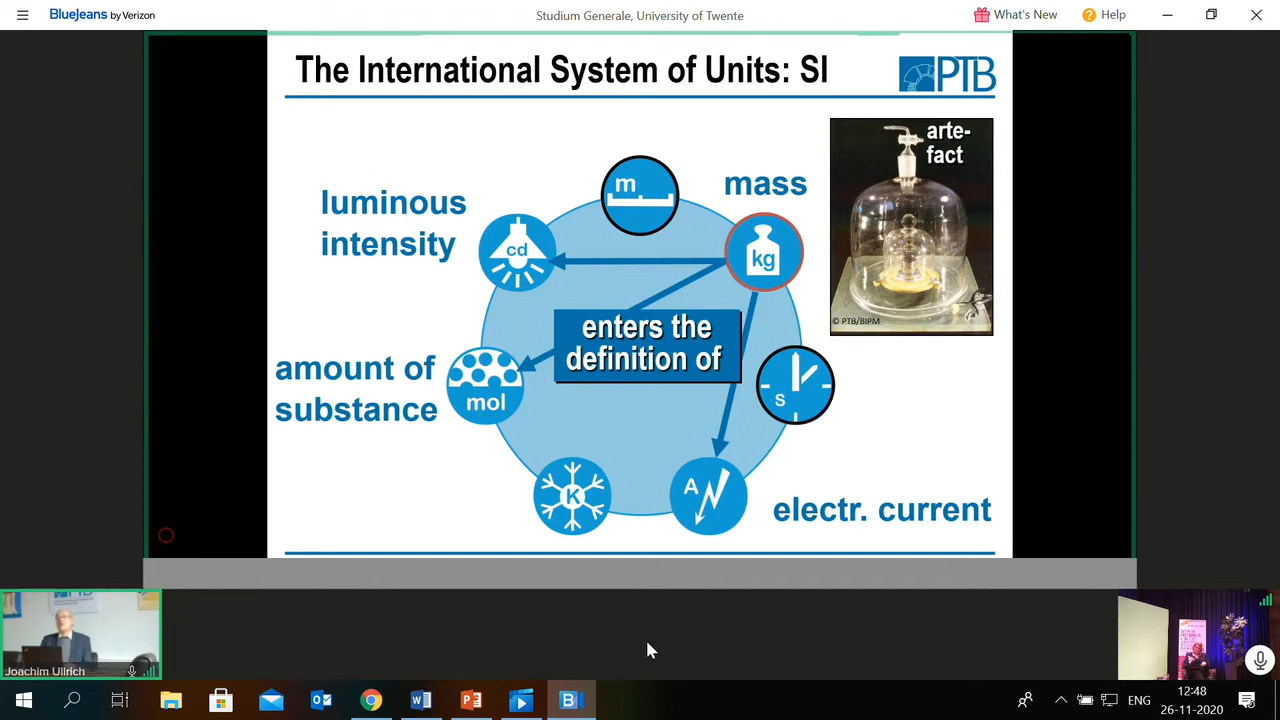 BlueJeans by Verizon
Studium Generale, University of Twente
What's New
Help
The International System of Units: SI
PTB
arte-
fact
© PTB/BIPM
m
mass
kg
luminous
intensity
cd
enters the
definition of
amount of
substance
mol
s
K
A
electr. current
Joachim Ullrich
ENG
12:48
26-11-2020